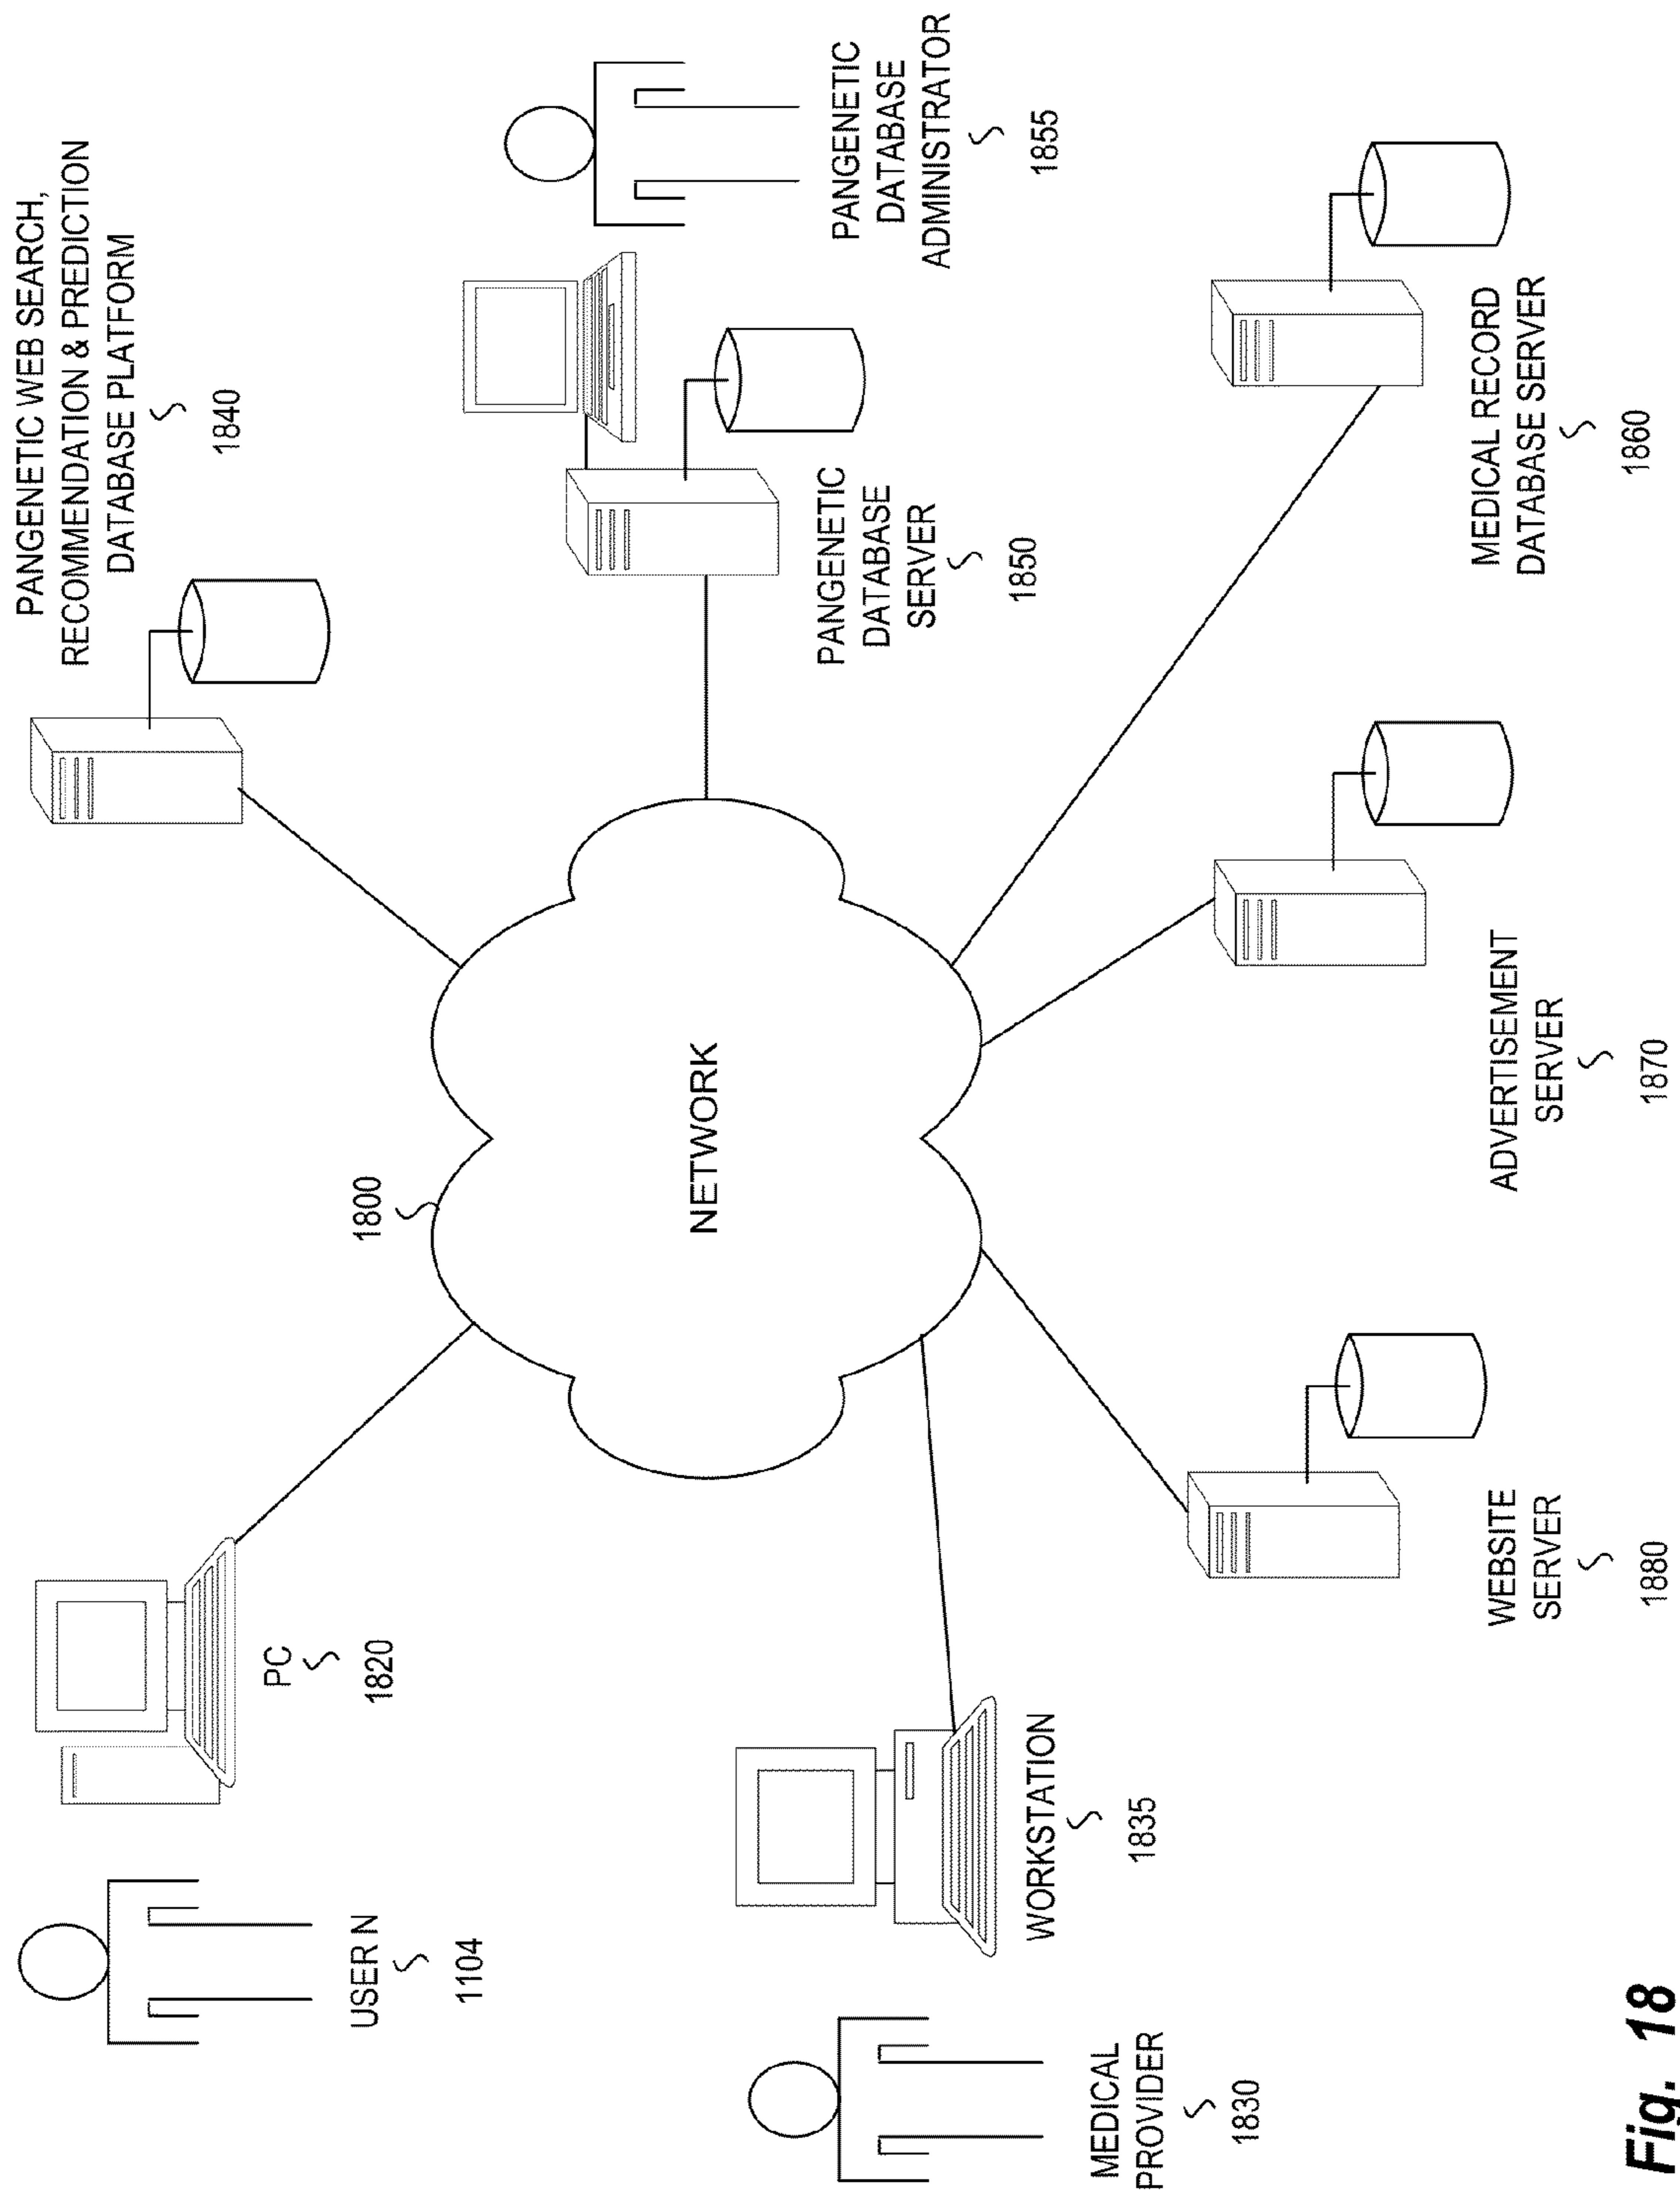 USER N
1104
PC
1820
1800
PANGENETIC WEB SEARCH,
RECOMMENDATION & PREDICTION
DATABASE PLATFORM
1840
MEDICAL
PROVIDER
1830
WORKSTATION
1835
NETWORK
PANGENETIC
DATABASE
SERVER
1850
PANGENETIC
DATABASE
ADMINISTRATOR
1855
WEBSITE
SERVER
1880
ADVERTISEMENT
SERVER
1870
MEDICAL RECORD
DATABASE SERVER
1860
Fig. 18